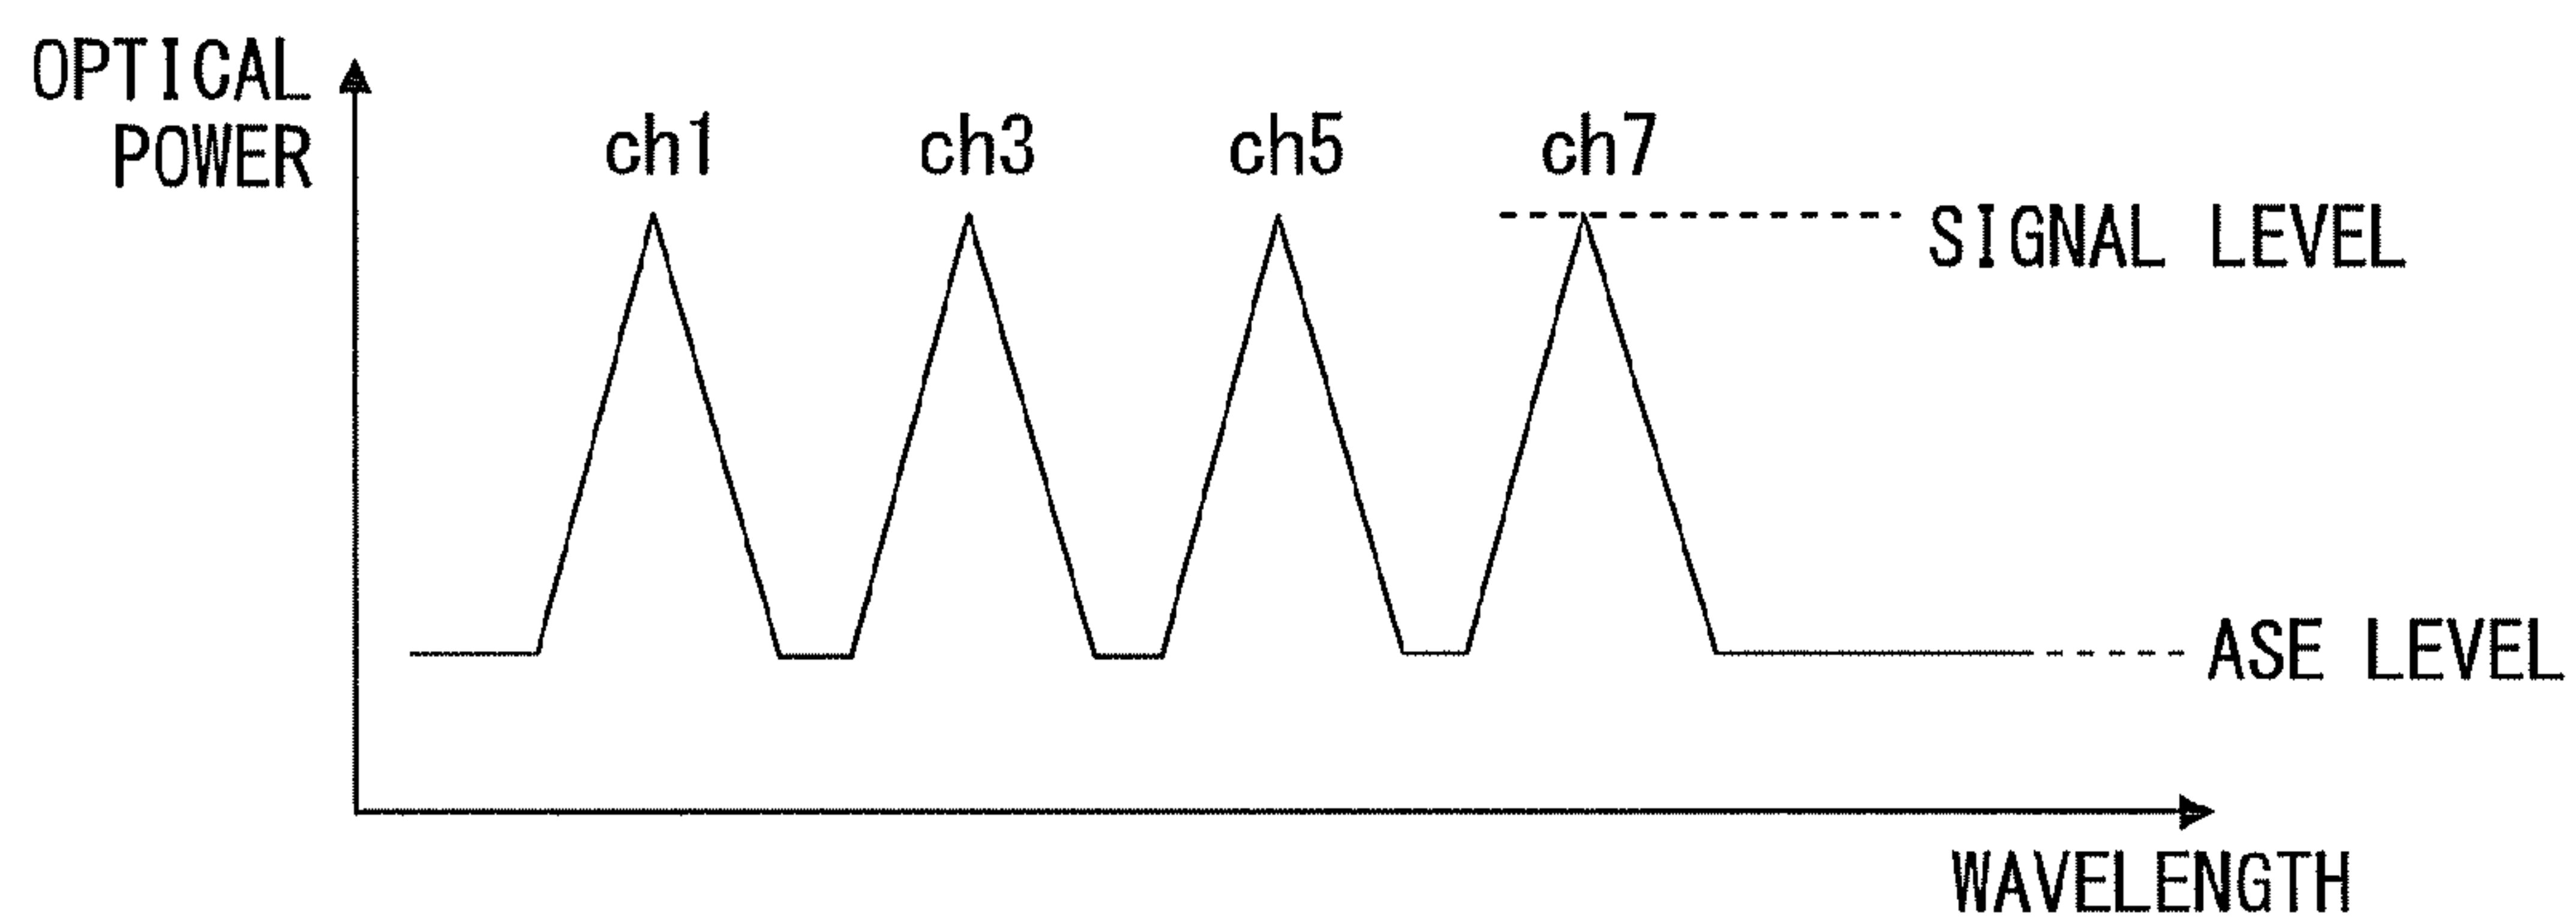 OPTICAL
POWER
ch1 ch3 ch5 ch7
SIGNAL LEVEL
ASE LEVEL
WAVELENGTH